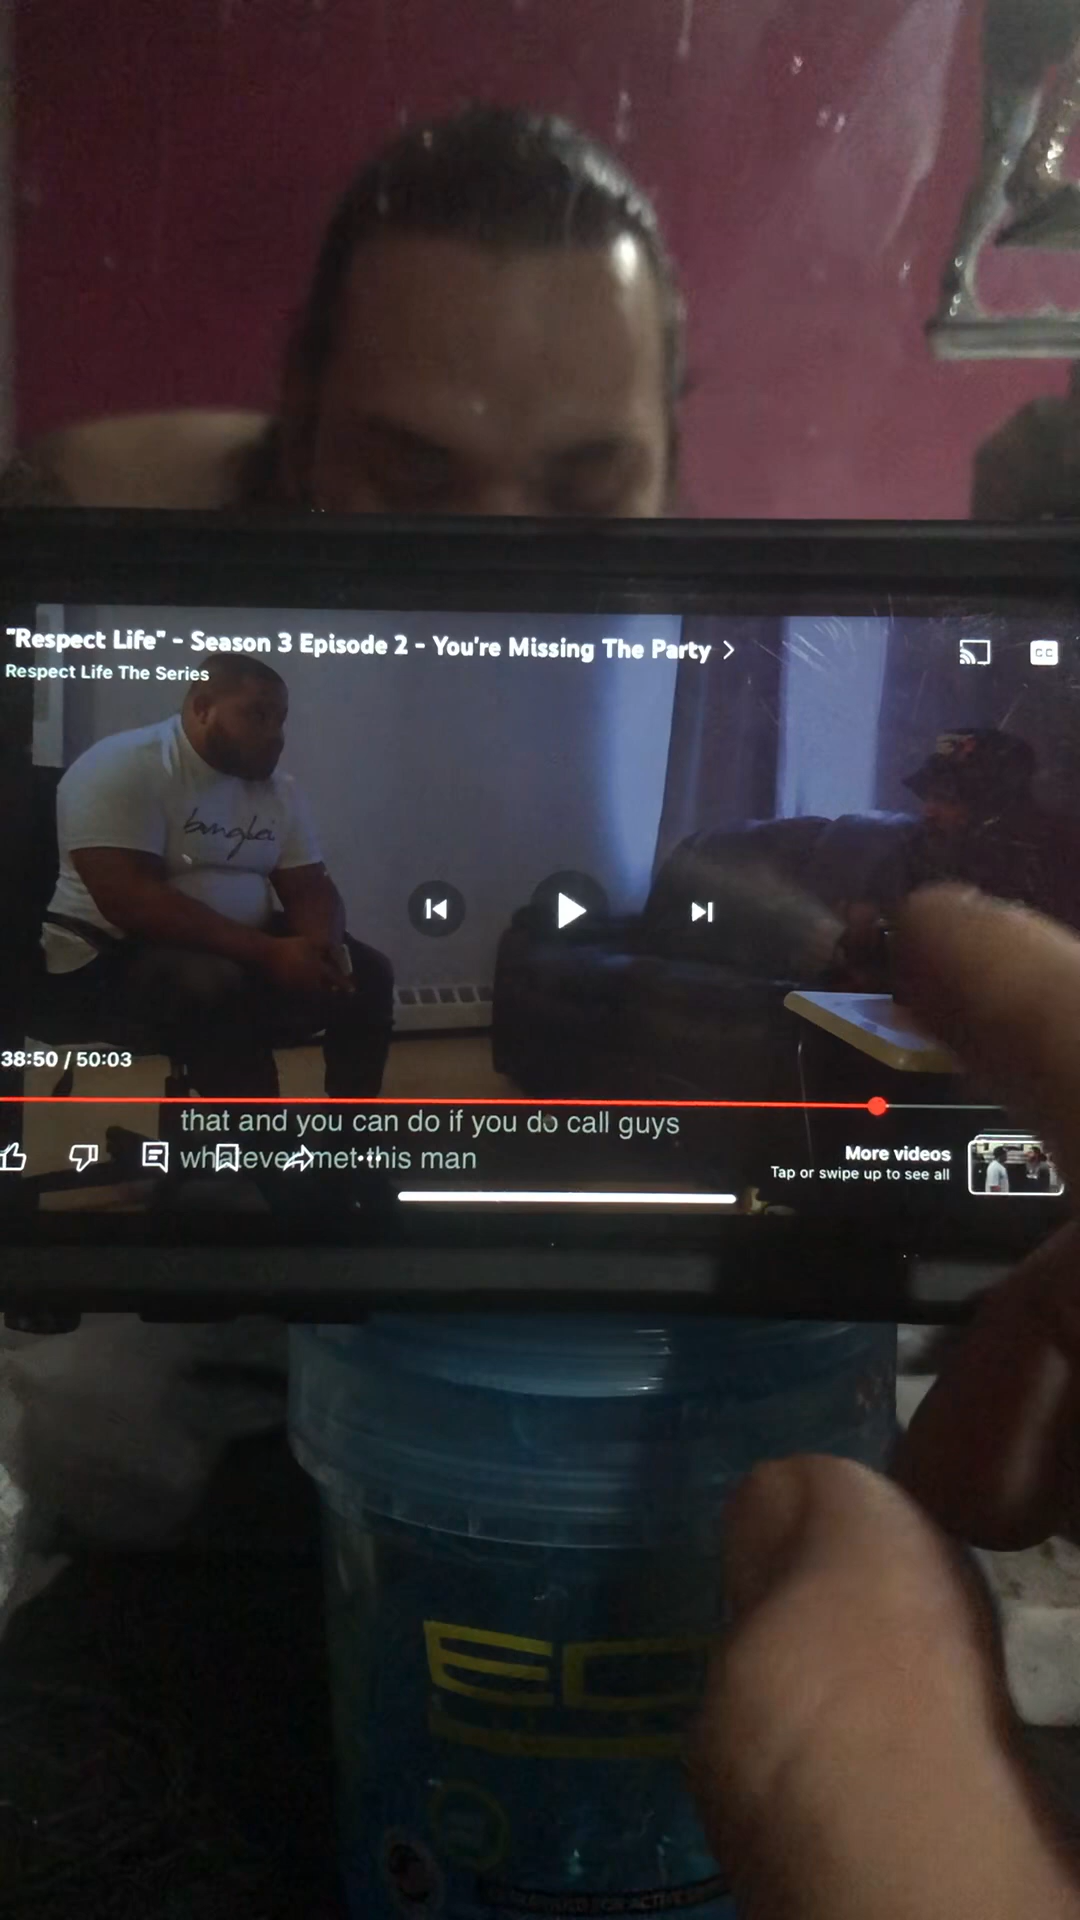 "Respect Life" - Season 3 Episode 2 - You're Missing The Party
Respect Life The Series
CC
38:50 / 50:03
that and you can do if you do call guys
whatever met this man
More videos
Tap or swipe up to see all